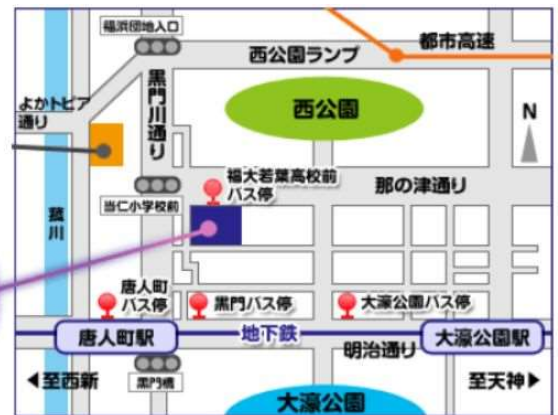 福浜団地入口
都市高速
西公園ランプ
よかトピア
通り
黒門川通り
西公園
N
福大若葉高校前
バス停
那の津通り
当仁小学校前
菰川
唐人町
バス停
黒門バス停
大濠公園バス停
唐人町駅
地下鉄
大濠公園駅
明治通り
◀至西新
黒門橋
至天神▶
大濠公園